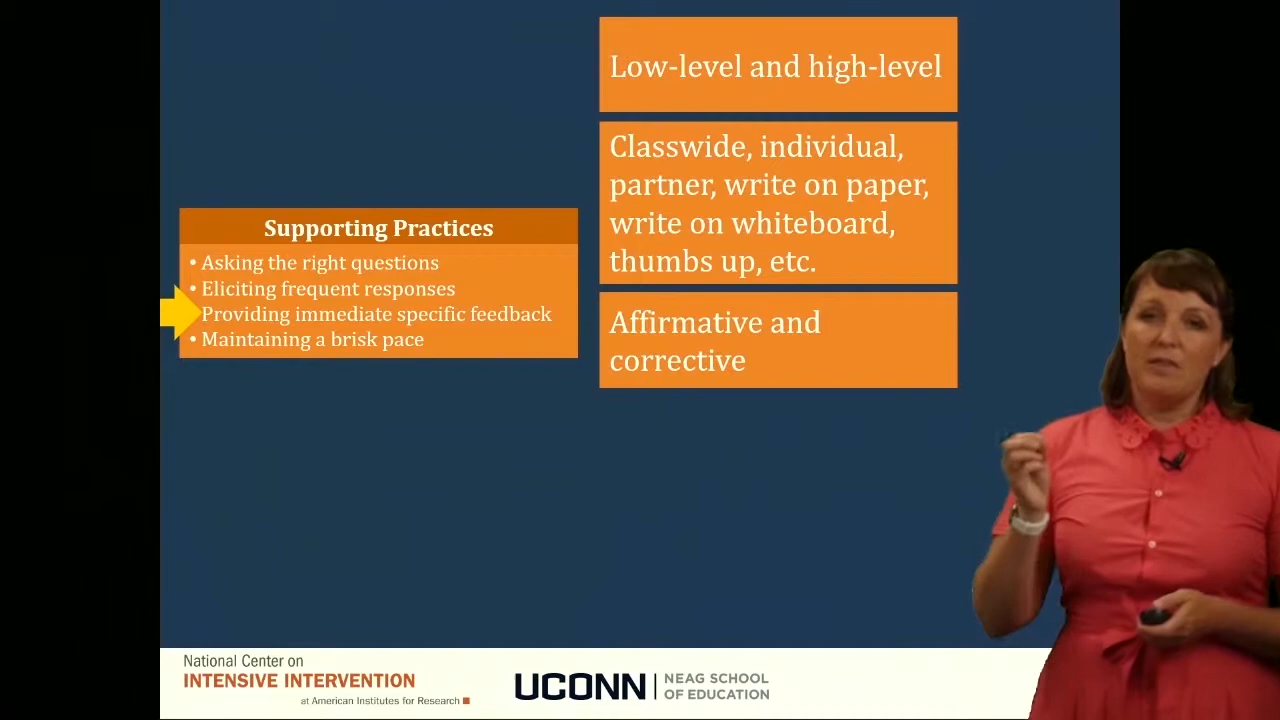 Low-level and high-level
Classwide, individual,
partner, write on paper,
write on whiteboard,
thumbs up, etc.
Supporting Practices
• Asking the right questions
• Eliciting frequent responses
Providing immediate specific feedback
• Maintaining a brisk pace
Affirmative and
corrective
National Center on
INTENSIVE INTERVENTION
at American Institutes for Research
UCONN
NEAG SCHOOL
OF EDUCATION